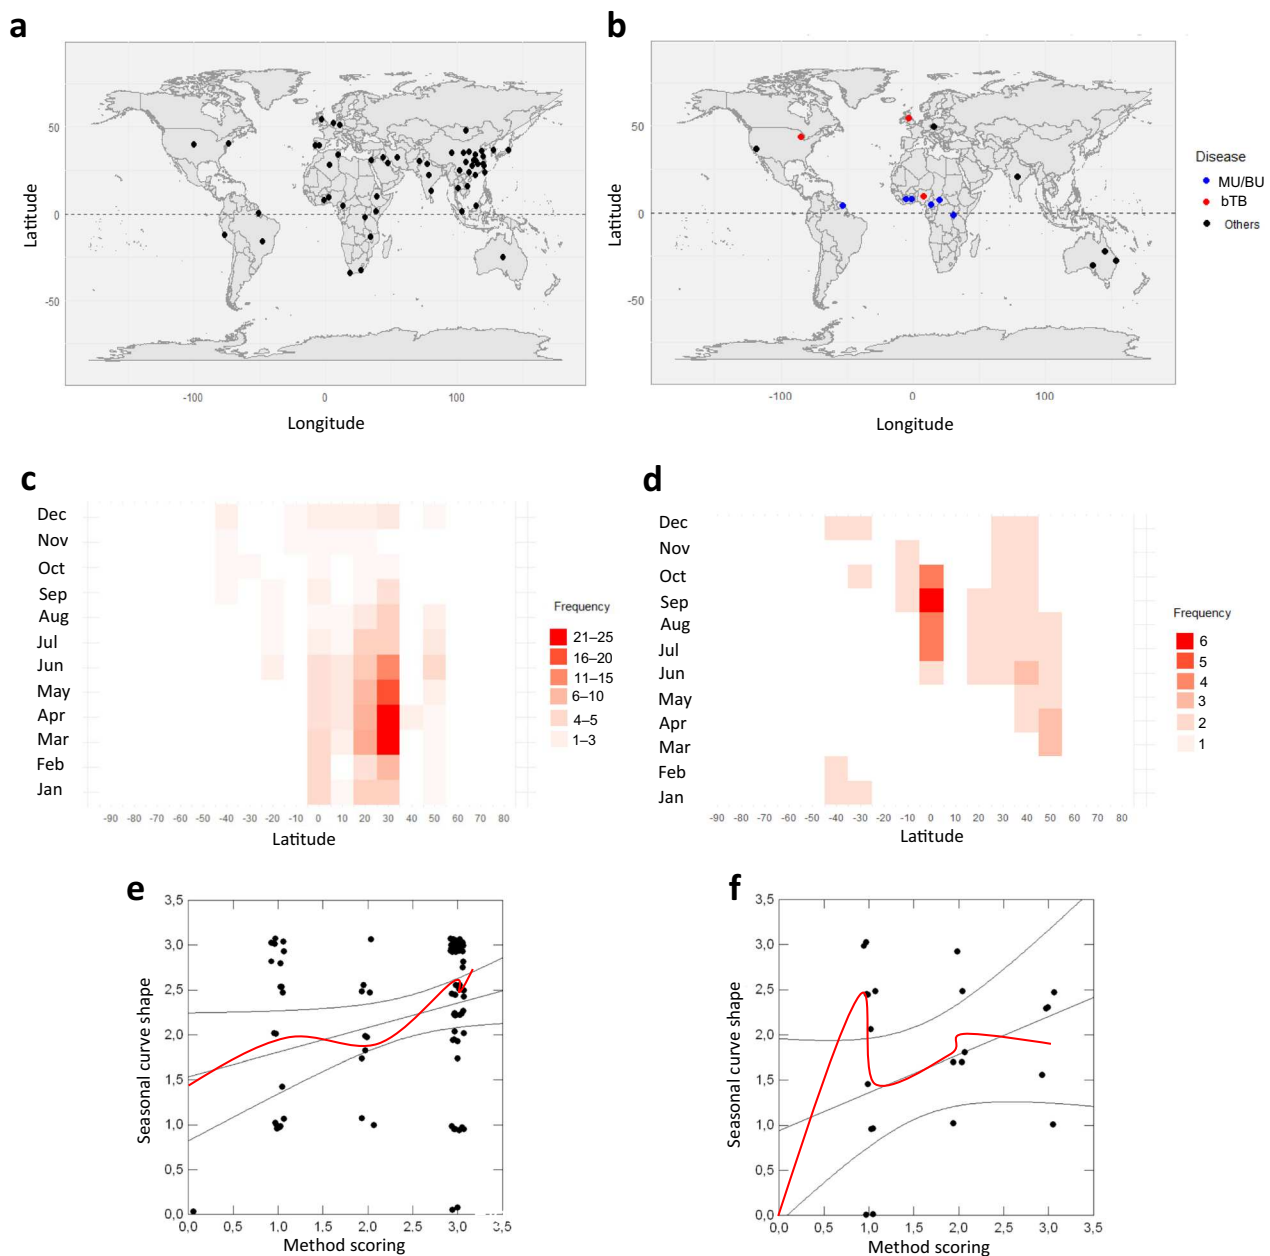 a
b
50
0
-50
Latitude
-100
0
100
Longitude
50
0
-50
Latitude
-100
0
100
Longitude
Disease
MU/BU
bTB
Others
c
Dec
Nov
Oct
Sep
Aug
Jul
Jun
May
Apr
Mar
Feb
Jan
-90 -80 -70 -60 -50 -40 -30 -20 -10 0 10 20 30 40 50 60 70 80
Latitude
Frequency
21–25
16–20
11–15
6–10
4–5
1–3
d
Dec
Nov
Oct
Sep
Aug
Jul
Jun
May
Apr
Mar
Feb
Jan
-90 -80 -70 -60 -50 -40 -30 -20 -10 0 10 20 30 40 50 60 70 80
Latitude
Frequency
6
5
4
3
2
1
e
3,5
3,0
2,5
2,0
1,5
1,0
0,5
0,0
Seasonal curve shape
0,0 0,5 1,0 1,5 2,0 2,5 3,0 3,5
Method scoring
f
3,5
3,0
2,5
2,0
1,5
1,0
0,5
0,0
Seasonal curve shape
0,0 0,5 1,0 1,5 2,0 2,5 3,0 3,5
Method scoring